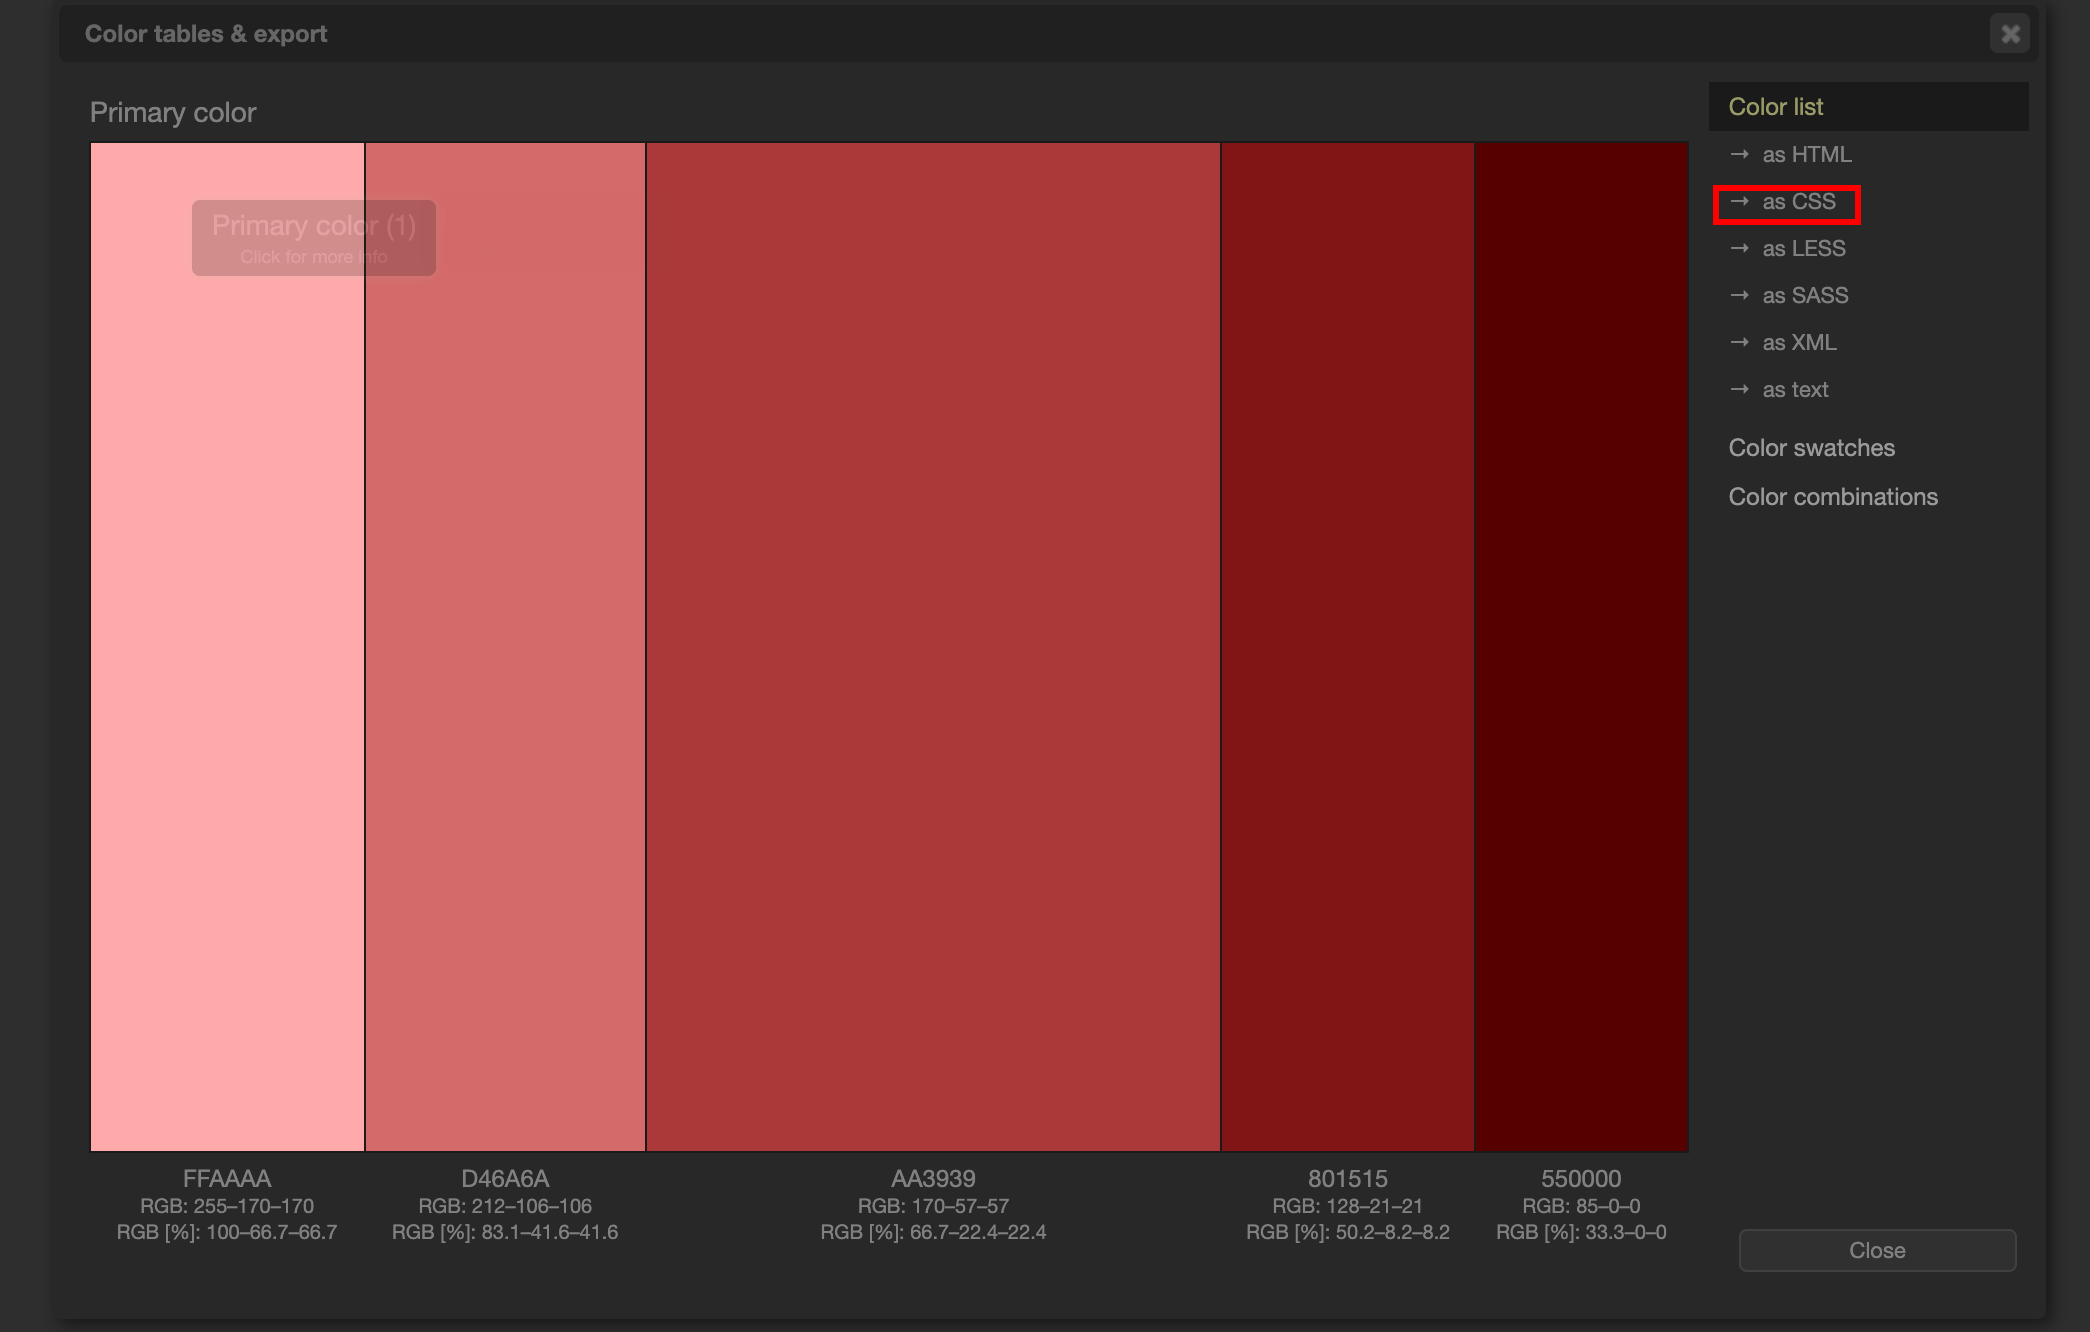 Color tables & export
Primary color
Primary color (1)
Click for more info
FFAAAA
RGB: 255–170–170
RGB [%]: 100–66.7–66.7
D46A6A
RGB: 212–106–106
RGB [%]: 83.1–41.6–41.6
AA3939
RGB: 170–57–57
RGB [%]: 66.7–22.4–22.4
801515
RGB: 128–21–21
RGB [%]: 50.2–8.2–8.2
550000
RGB: 85–0–0
RGB [%]: 33.3–0–0
Color list
→ as HTML
→ as CSS
→ as LESS
→ as SASS
→ as XML
→ as text
Color swatches
Color combinations
Close